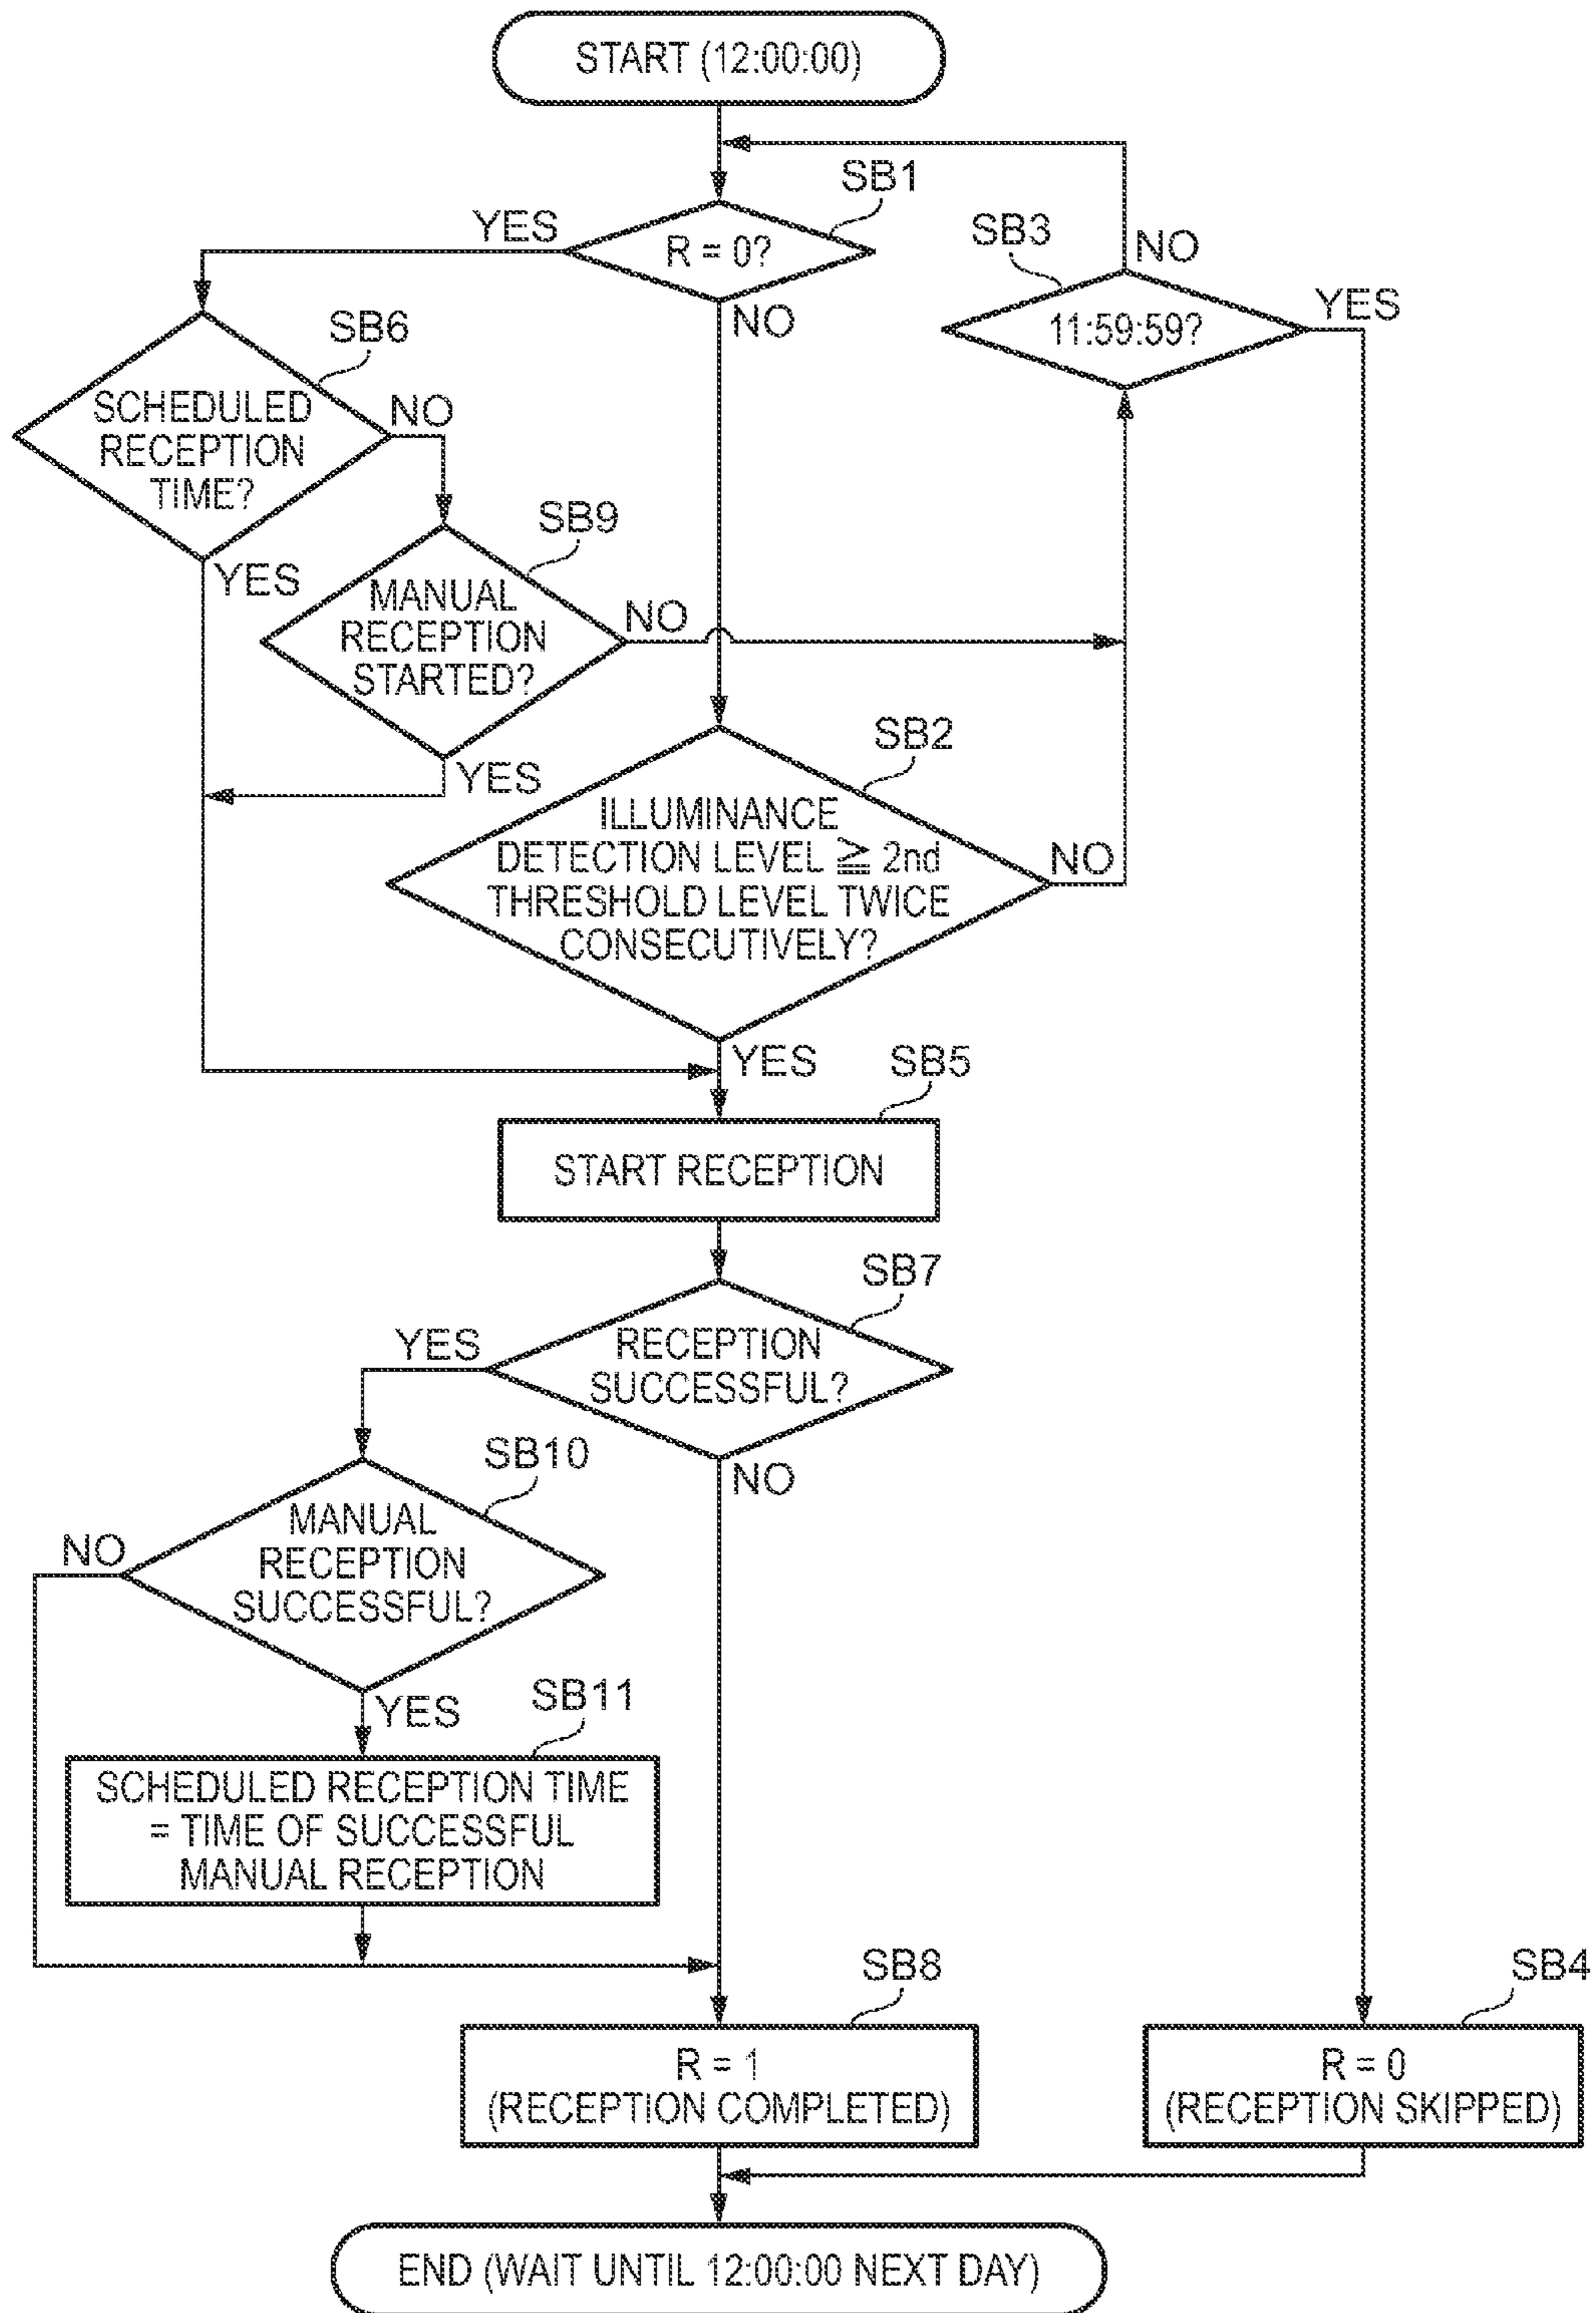 START (12:00:00)
SB1
YES
R = 0?
NO
SB3
NO
11:59:59?
YES
SB6
SCHEDULED
RECEPTION
TIME?
NO
YES
SB9
MANUAL
RECEPTION
STARTED?
NO
YES
SB2
ILLUMINANCE
DETECTION LEVEL ≧ 2nd
THRESHOLD LEVEL TWICE
CONSECUTIVELY?
NO
YES
SB5
START RECEPTION
SB7
YES
RECEPTION
SUCCESSFUL?
NO
SB10
NO
MANUAL
RECEPTION
SUCCESSFUL?
YES
SB11
SCHEDULED RECEPTION TIME
= TIME OF SUCCESSFUL
MANUAL RECEPTION
SB8
R = 1
(RECEPTION COMPLETED)
SB4
R = 0
(RECEPTION SKIPPED)
END (WAIT UNTIL 12:00:00 NEXT DAY)